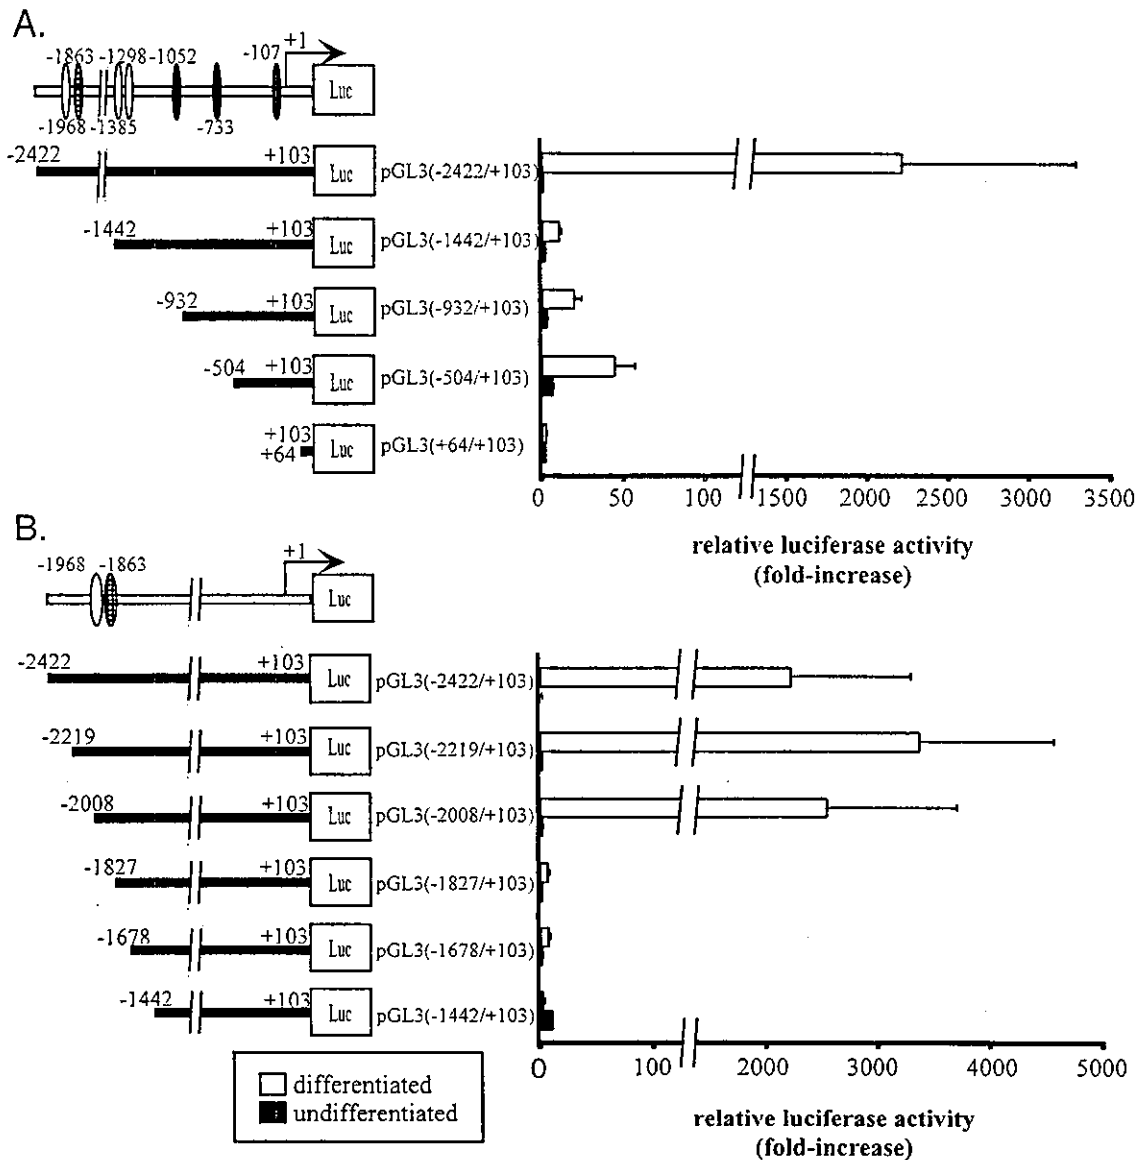 A.
+1
-1863 -1298 -1052 -107
Luc
-1968 -1385 -733
-2422 +103 Luc pGL3(-2422/+103)
-1442 +103 Luc pGL3(-1442/+103)
-932 +103 Luc pGL3(-932/+103)
-504 +103 Luc pGL3(-504/+103)
+103
+64 Luc pGL3(+64/+103)
0 50 100 1500 2000 2500 3000 3500
relative luciferase activity
(fold-increase)
B.
+1
-1968 -1863
Luc
-2422 +103 Luc pGL3(-2422/+103)
-2219 +103 Luc pGL3(-2219/+103)
-2008 +103 Luc pGL3(-2008/+103)
-1827 +103 Luc pGL3(-1827/+103)
-1678 +103 Luc pGL3(-1678/+103)
-1442 +103 Luc pGL3(-1442/+103)
0 100 2000 3000 4000 5000
differentiated
undifferentiated
relative luciferase activity
(fold-increase)